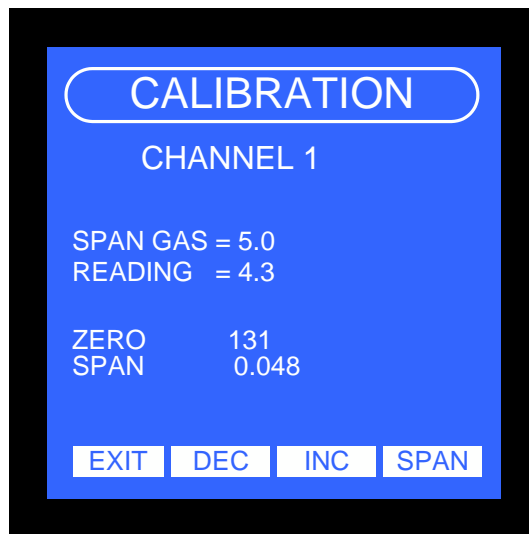 CALIBRATION
CHANNEL 1
SPAN GAS = 5.0
READING = 4.3
ZERO 131
SPAN 0.048
EXIT DEC INC SPAN